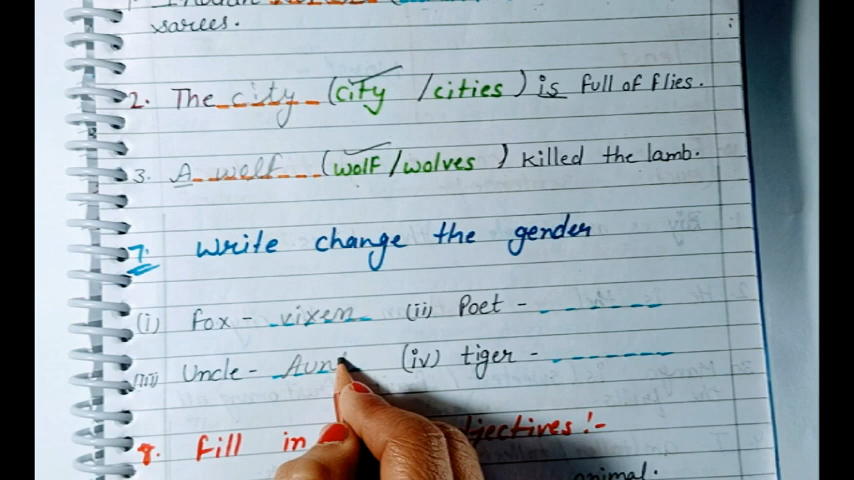 sarees.
2. The city (city / cities) is full of flies.
3. A wolf (wolf / wolves) killed the lamb.
7. Write change the gender
(i) Fox - vixen (ii) Poet -
(iii) Uncle - Aun (iv) tiger -
8. Fill in djectives :-
animal.